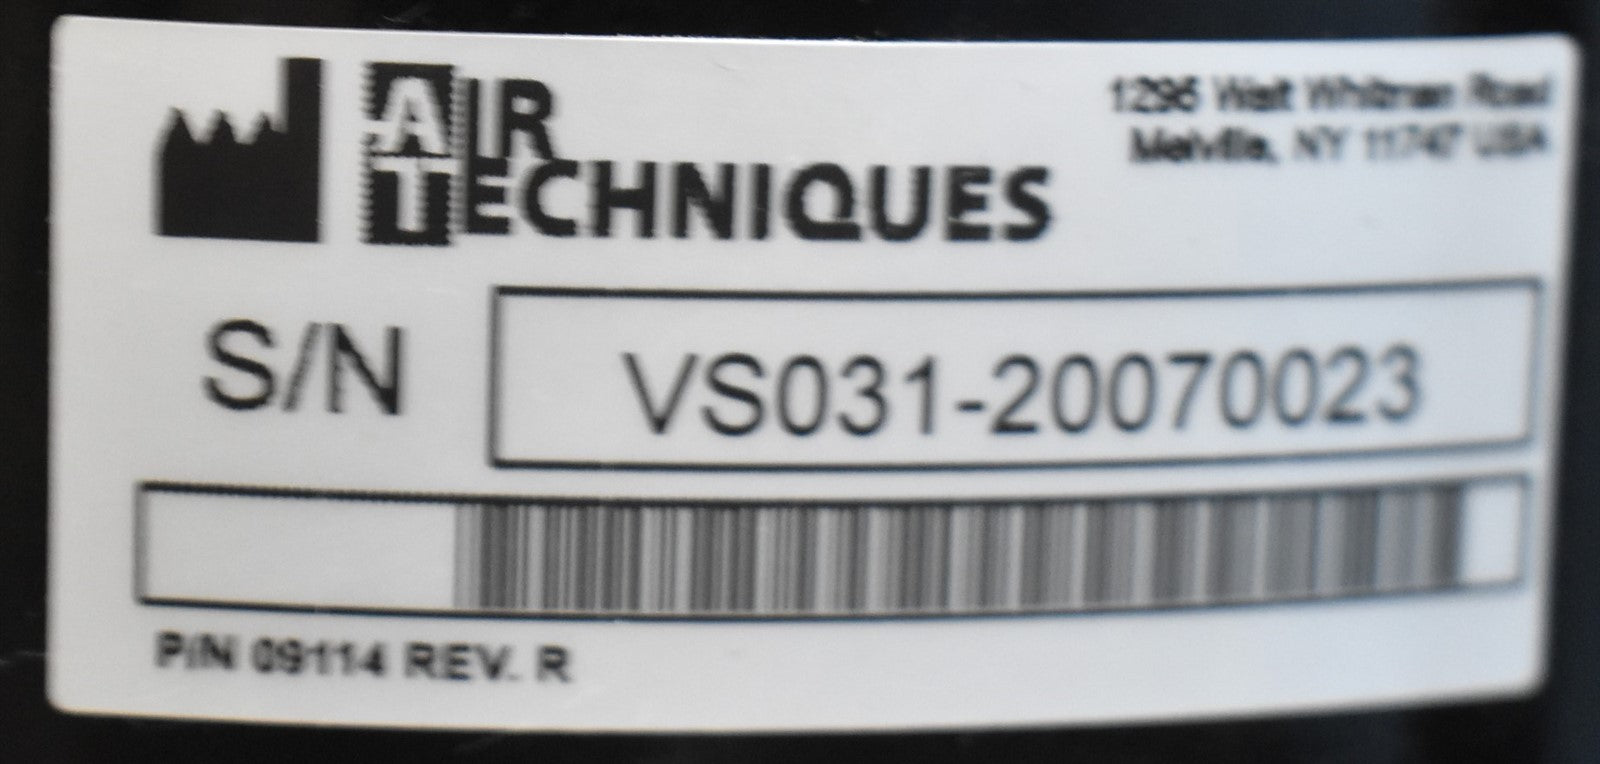 AIR
TECHNIQUES
1295 Walt Whitman Road
Melville, NY 11747 USA
S/N
VS031-20070023
P/N 09114 REV. R